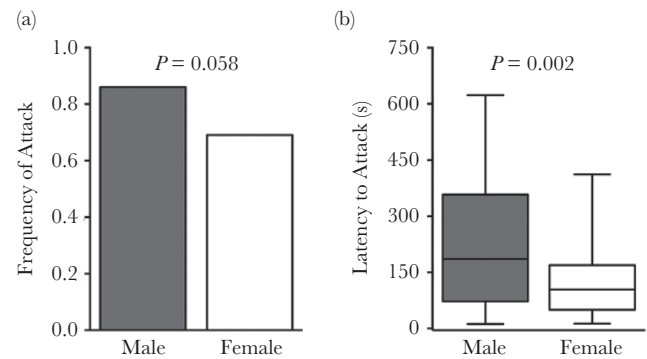 (a)
1.0
0.8
0.6
0.4
0.2
0.0
Frequency of Attack
P = 0.058
Male
Female
(b)
750
600
450
300
150
0
Latency to Attack (s)
P = 0.002
Male
Female